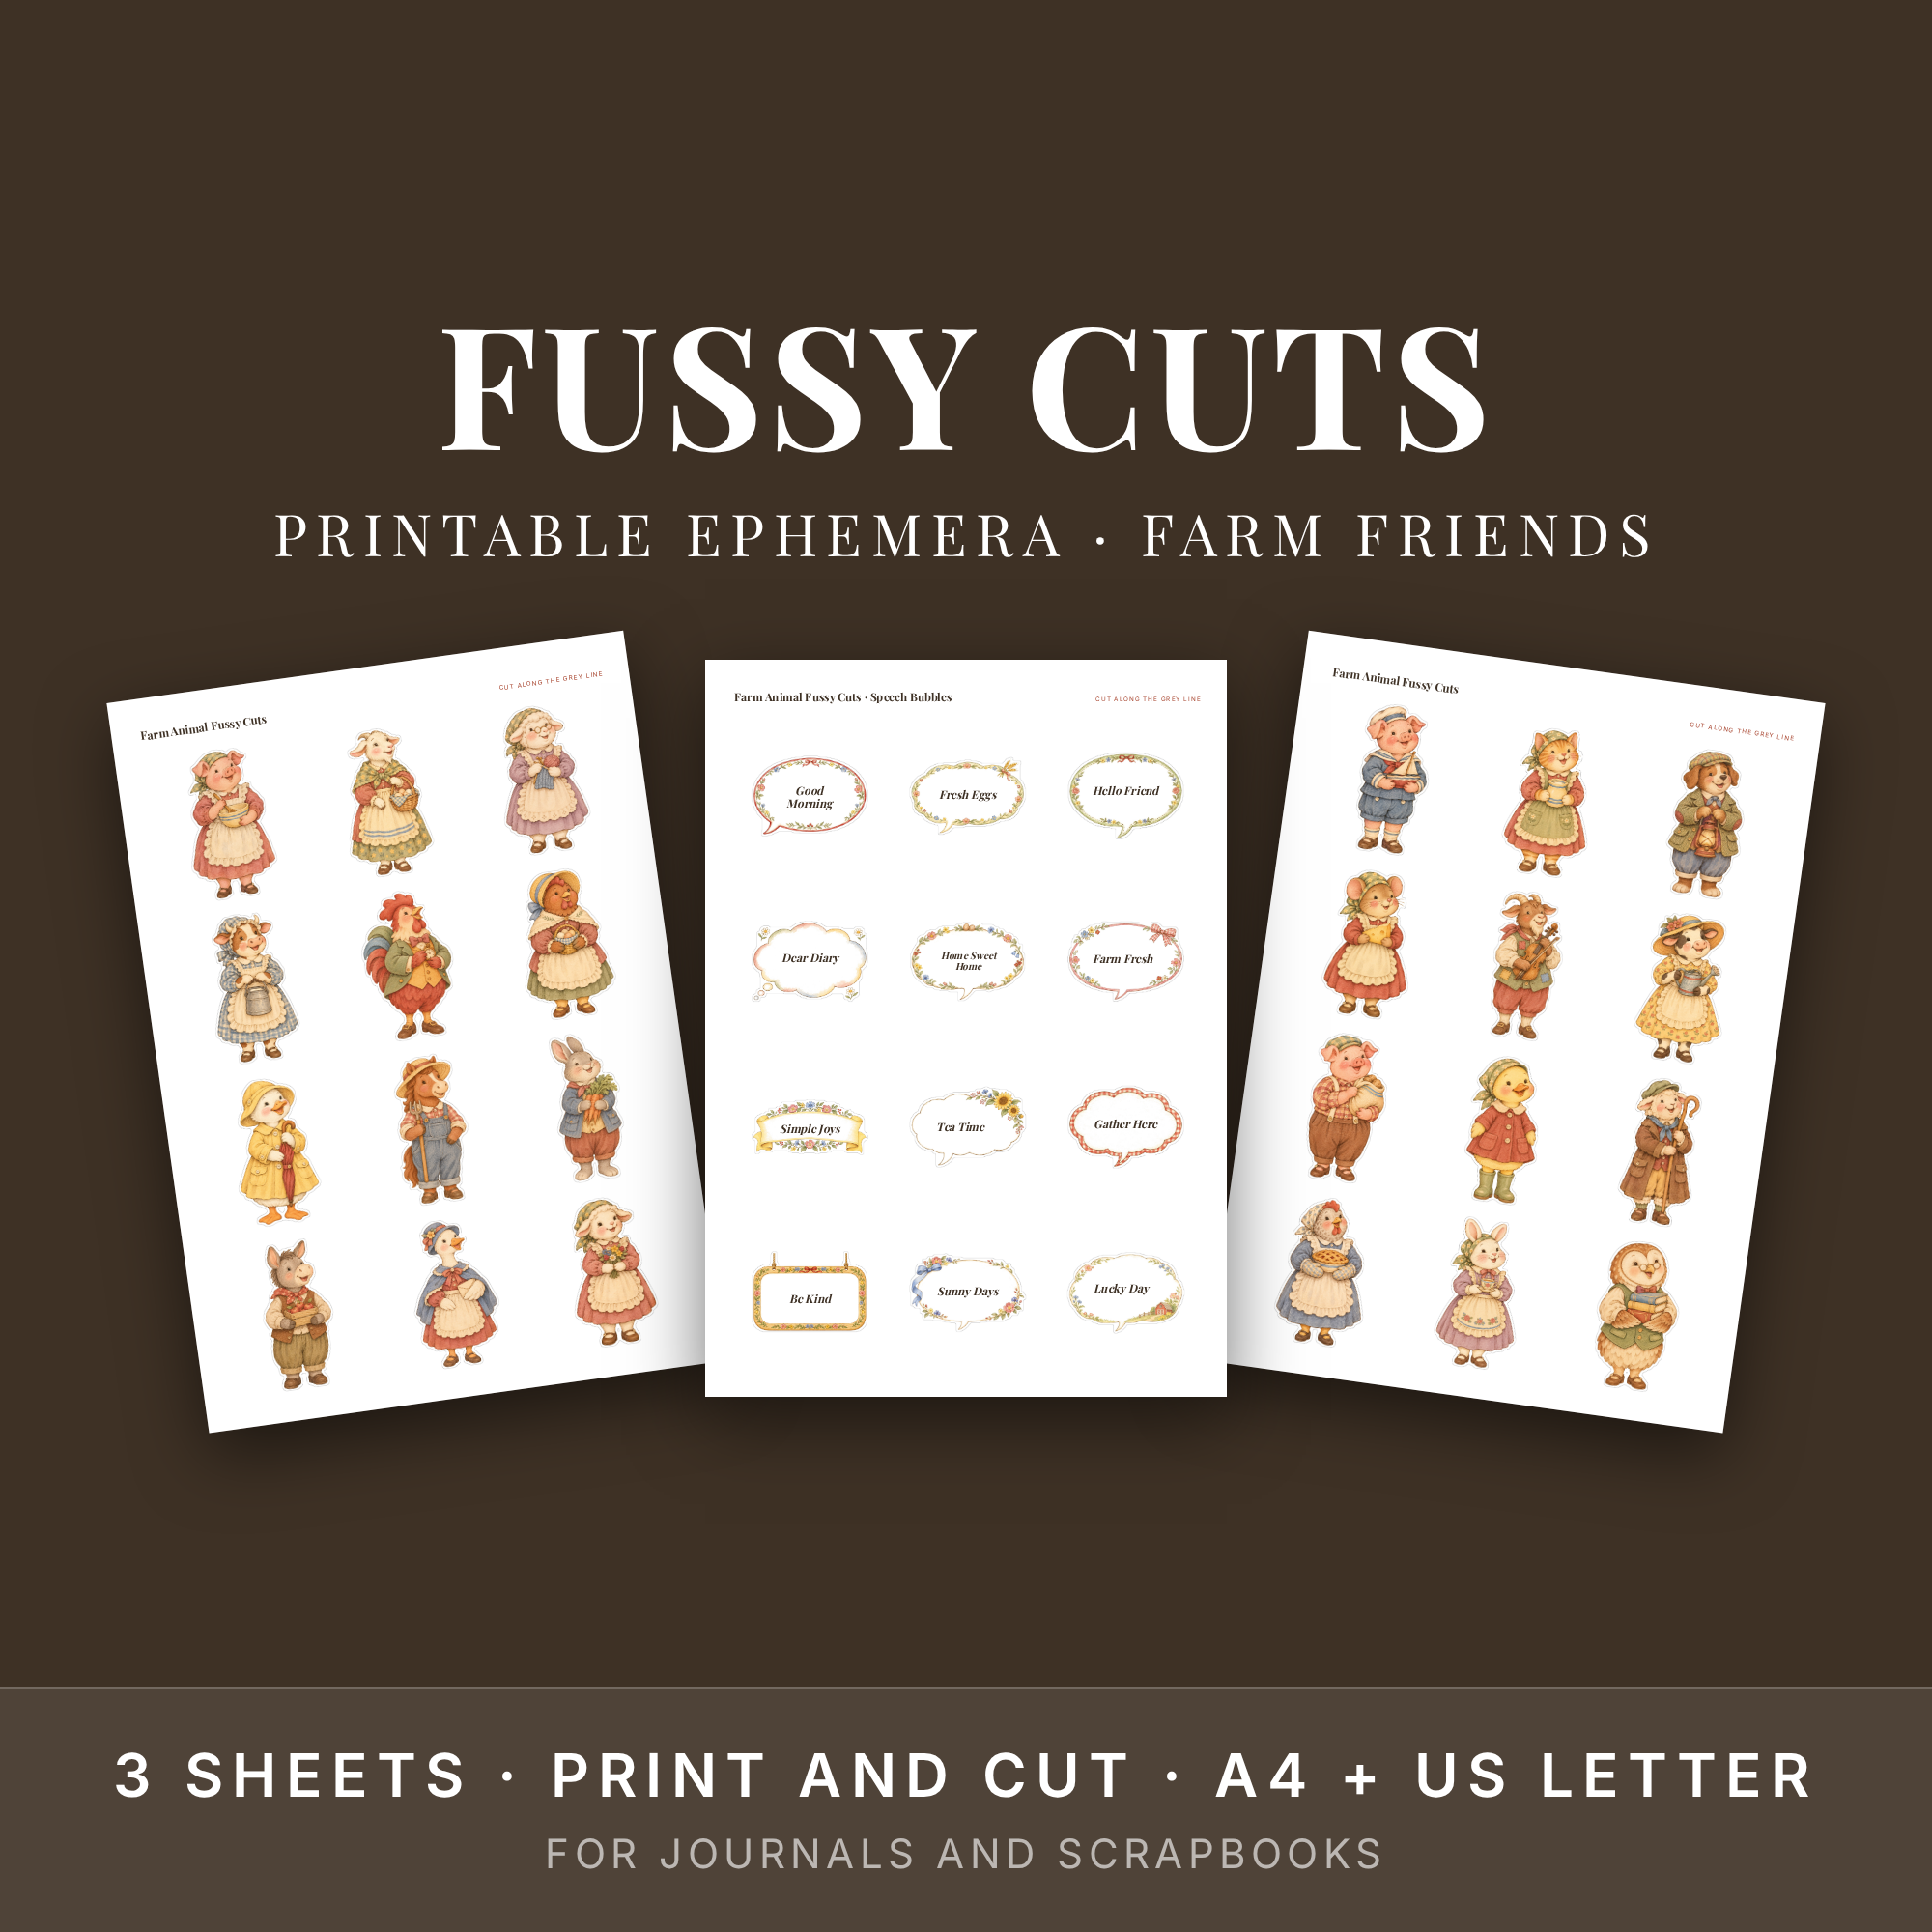 FUSSY CUTS
PRINTABLE EPHEMERA · FARM FRIENDS
Farm Animal Fussy Cuts
CUT ALONG THE GREY LINE
Farm Animal Fussy Cuts · Speech Bubbles
CUT ALONG THE GREY LINE
Good
Morning
Fresh Eggs
Hello Friend
Dear Diary
Home Sweet
Home
Farm Fresh
Simple Joys
Tea Time
Gather Here
Be Kind
Sunny Days
Lucky Day
Farm Animal Fussy Cuts
CUT ALONG THE GREY LINE
3 SHEETS · PRINT AND CUT · A4 + US LETTER
FOR JOURNALS AND SCRAPBOOKS